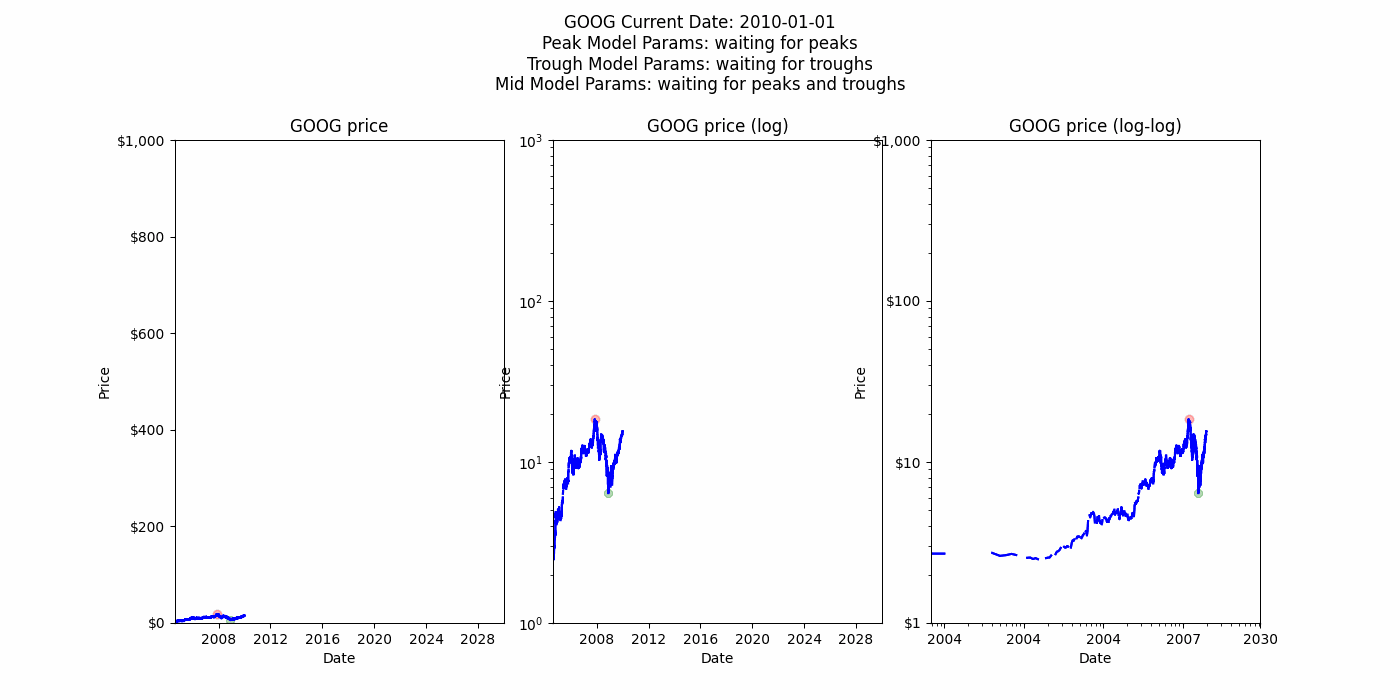 GOOG Current Date: 2010-01-01
Peak Model Params: waiting for peaks
Trough Model Params: waiting for troughs
Mid Model Params: waiting for peaks and troughs
GOOG price
$1,000
$800
$600
$400
$200
$0
Price
2008 2012 2016 2020 2024 2028
Date
GOOG price (log)
10³
10²
10¹
10⁰
Price
2008 2012 2016 2020 2024 2028
Date
GOOG price (log-log)
$1,000
$100
$10
$1
Price
2004 2004 2004 2007 2030
Date